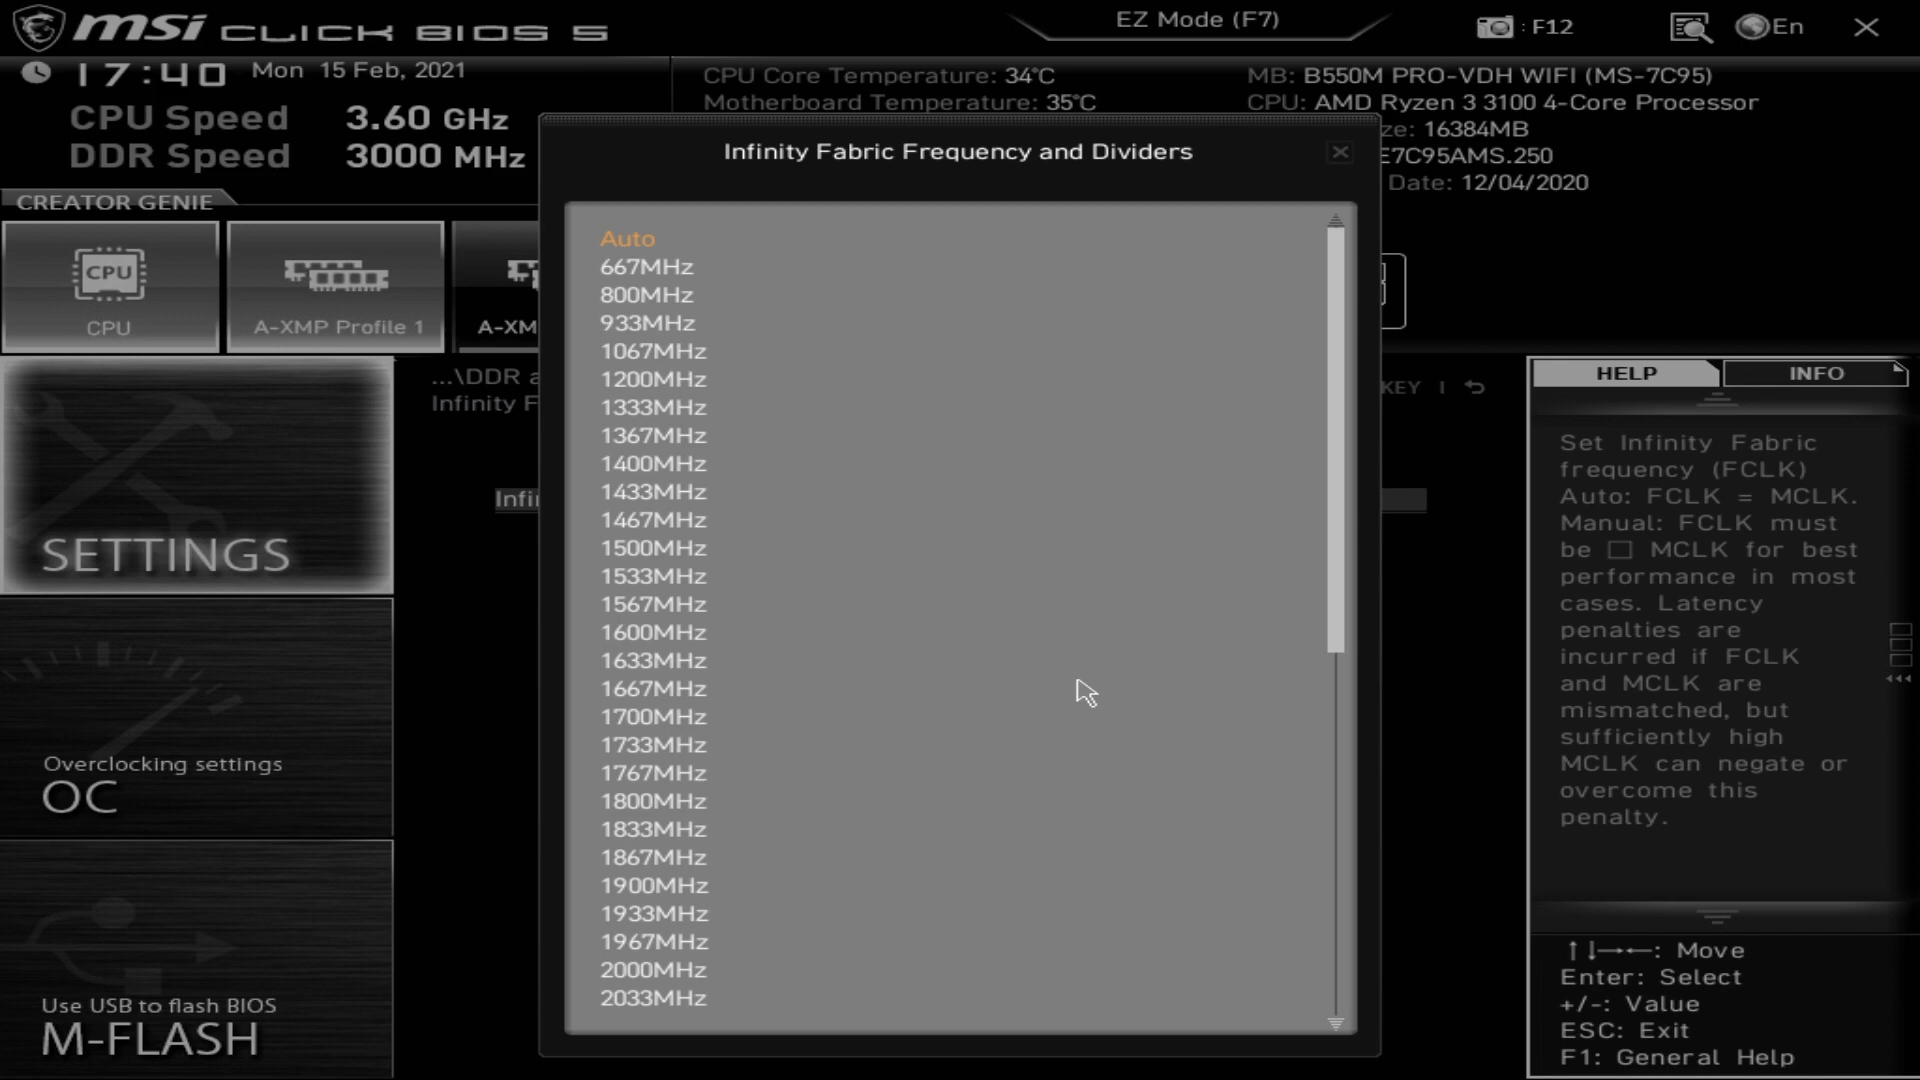 msi CLICK BIOS 5
EZ Mode (F7)
: F12
En
17:40 Mon 15 Feb, 2021
CPU Speed 3.60 GHz
DDR Speed 3000 MHz
CPU Core Temperature: 34°C
Motherboard Temperature: 35°C
MB: B550M PRO-VDH WIFI (MS-7C95)
CPU: AMD Ryzen 3 3100 4-Core Processor
ze: 16384MB
E7C95AMS.250
Date: 12/04/2020
CREATOR GENIE
CPU
CPU
A-XMP Profile 1
A-XM
SETTINGS
Overclocking settings
OC
Use USB to flash BIOS
M-FLASH
...\DDR a
Infinity F
KEY
Infi
Infinity Fabric Frequency and Dividers
Auto
667MHz
800MHz
933MHz
1067MHz
1200MHz
1333MHz
1367MHz
1400MHz
1433MHz
1467MHz
1500MHz
1533MHz
1567MHz
1600MHz
1633MHz
1667MHz
1700MHz
1733MHz
1767MHz
1800MHz
1833MHz
1867MHz
1900MHz
1933MHz
1967MHz
2000MHz
2033MHz
HELP
INFO
Set Infinity Fabric
frequency (FCLK)
Auto: FCLK = MCLK.
Manual: FCLK must
be □ MCLK for best
performance in most
cases. Latency
penalties are
incurred if FCLK
and MCLK are
mismatched, but
sufficiently high
MCLK can negate or
overcome this
penalty.
↑↓→←: Move
Enter: Select
+/-: Value
ESC: Exit
F1: General Help